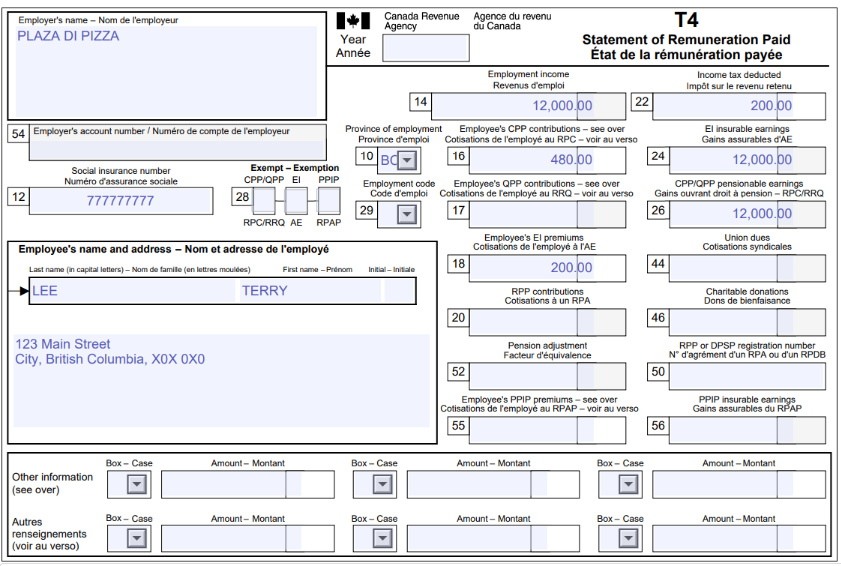 Employer's name – Nom de l'employeur
PLAZA DI PIZZA
Canada Revenue Agency
Agence du revenu du Canada
Year
Année
T4
Statement of Remuneration Paid
État de la rémunération payée
Employment income
Revenus d'emploi
14 12,000.00
Income tax deducted
Impôt sur le revenu retenu
22 200.00
54 Employer's account number / Numéro de compte de l'employeur
Province of employment
Province d'emploi
10 BC
Employee's CPP contributions – see over
Cotisations de l'employé au RPC – voir au verso
16 480.00
EI insurable earnings
Gains assurables d'AE
24 12,000.00
Social insurance number
Numéro d'assurance sociale
12 777777777
Exempt – Exemption
CPP/QPP EI PPIP
28
RPC/RRQ AE RPAP
Employment code
Code d'emploi
29
Employee's QPP contributions – see over
Cotisations de l'employé au RRQ – voir au verso
17
CPP/QPP pensionable earnings
Gains ouvrant droit à pension – RPC/RRQ
26 12,000.00
Employee's name and address – Nom et adresse de l'employé
Last name (in capital letters) – Nom de famille (en lettres moulées) First name – Prénom Initial – Initiale
LEE TERRY
123 Main Street
City, British Columbia, X0X 0X0
Employee's EI premiums
Cotisations de l'employé à l'AE
18 200.00
Union dues
Cotisations syndicales
44
RPP contributions
Cotisations à un RPA
20
Charitable donations
Dons de bienfaisance
46
Pension adjustment
Facteur d'équivalence
52
RPP or DPSP registration number
N° d'agrément d'un RPA ou d'un RPDB
50
Employee's PPIP premiums – see over
Cotisations de l'employé au RPAP – voir au verso
55
PPIP insurable earnings
Gains assurables du RPAP
56
Box – Case Amount – Montant Box – Case Amount – Montant Box – Case Amount – Montant
Other information
(see over)
Box – Case Amount – Montant Box – Case Amount – Montant Box – Case Amount – Montant
Autres
renseignements
(voir au verso)